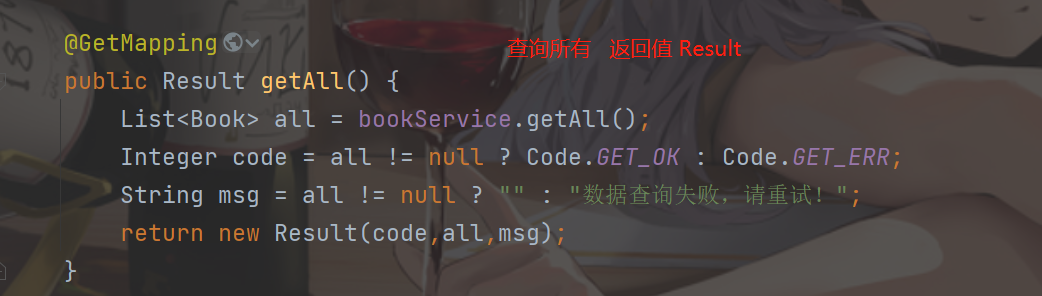 @GetMapping
查询所有 返回值 Result
public Result getAll() {
List<Book> all = bookService.getAll();
Integer code = all != null ? Code.GET_OK : Code.GET_ERR;
String msg = all != null ? "" : "数据查询失败，请重试！";
return new Result(code,all,msg);
}